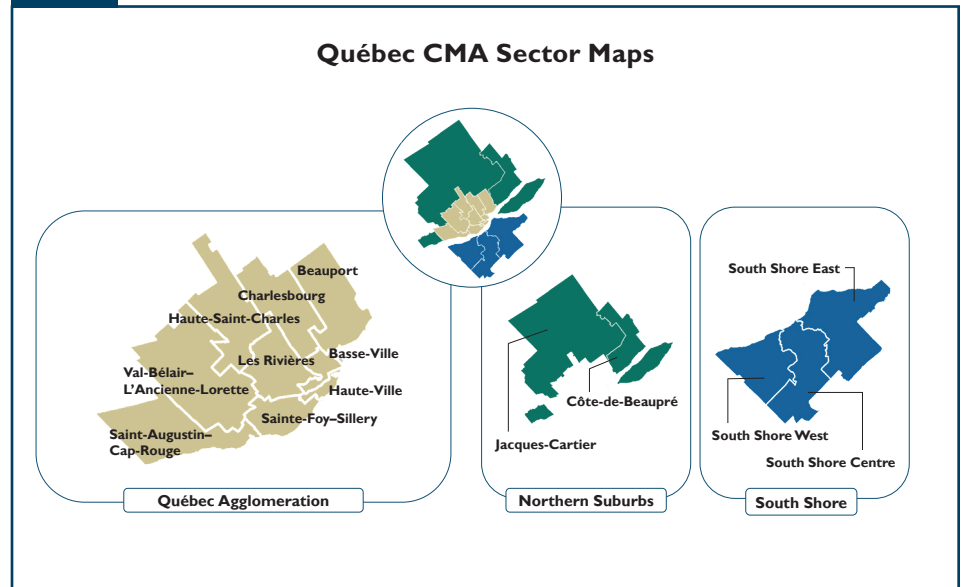 Québec CMA Sector Maps
Beauport
Charlesbourg
Haute-Saint-Charles
Les Rivières
Basse-Ville
Val-Bélair–
L'Ancienne-Lorette
Haute-Ville
Sainte-Foy–Sillery
Saint-Augustin–
Cap-Rouge
Québec Agglomeration
Côte-de-Beaupré
Jacques-Cartier
Northern Suburbs
South Shore East
South Shore West
South Shore Centre
South Shore